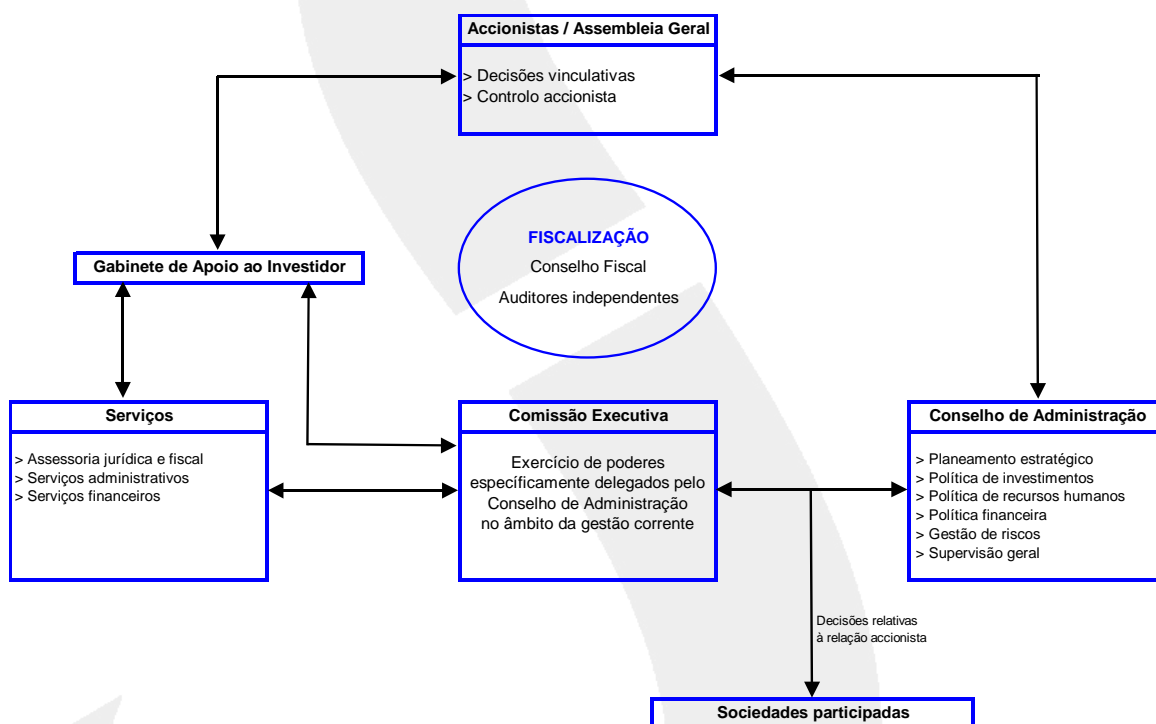 Accionistas / Assembleia Geral
> Decisões vinculativas
> Controlo accionista
FISCALIZAÇÃO
Conselho Fiscal
Auditores independentes
Gabinete de Apoio ao Investidor
Serviços
> Assessoria jurídica e fiscal
> Serviços administrativos
> Serviços financeiros
Comissão Executiva
Exercício de poderes
específicamente delegados pelo
Conselho de Administração
no âmbito da gestão corrente
Conselho de Administração
> Planeamento estratégico
> Política de investimentos
> Política de recursos humanos
> Política financeira
> Gestão de riscos
> Supervisão geral
Decisões relativas
à relação accionista
Sociedades participadas